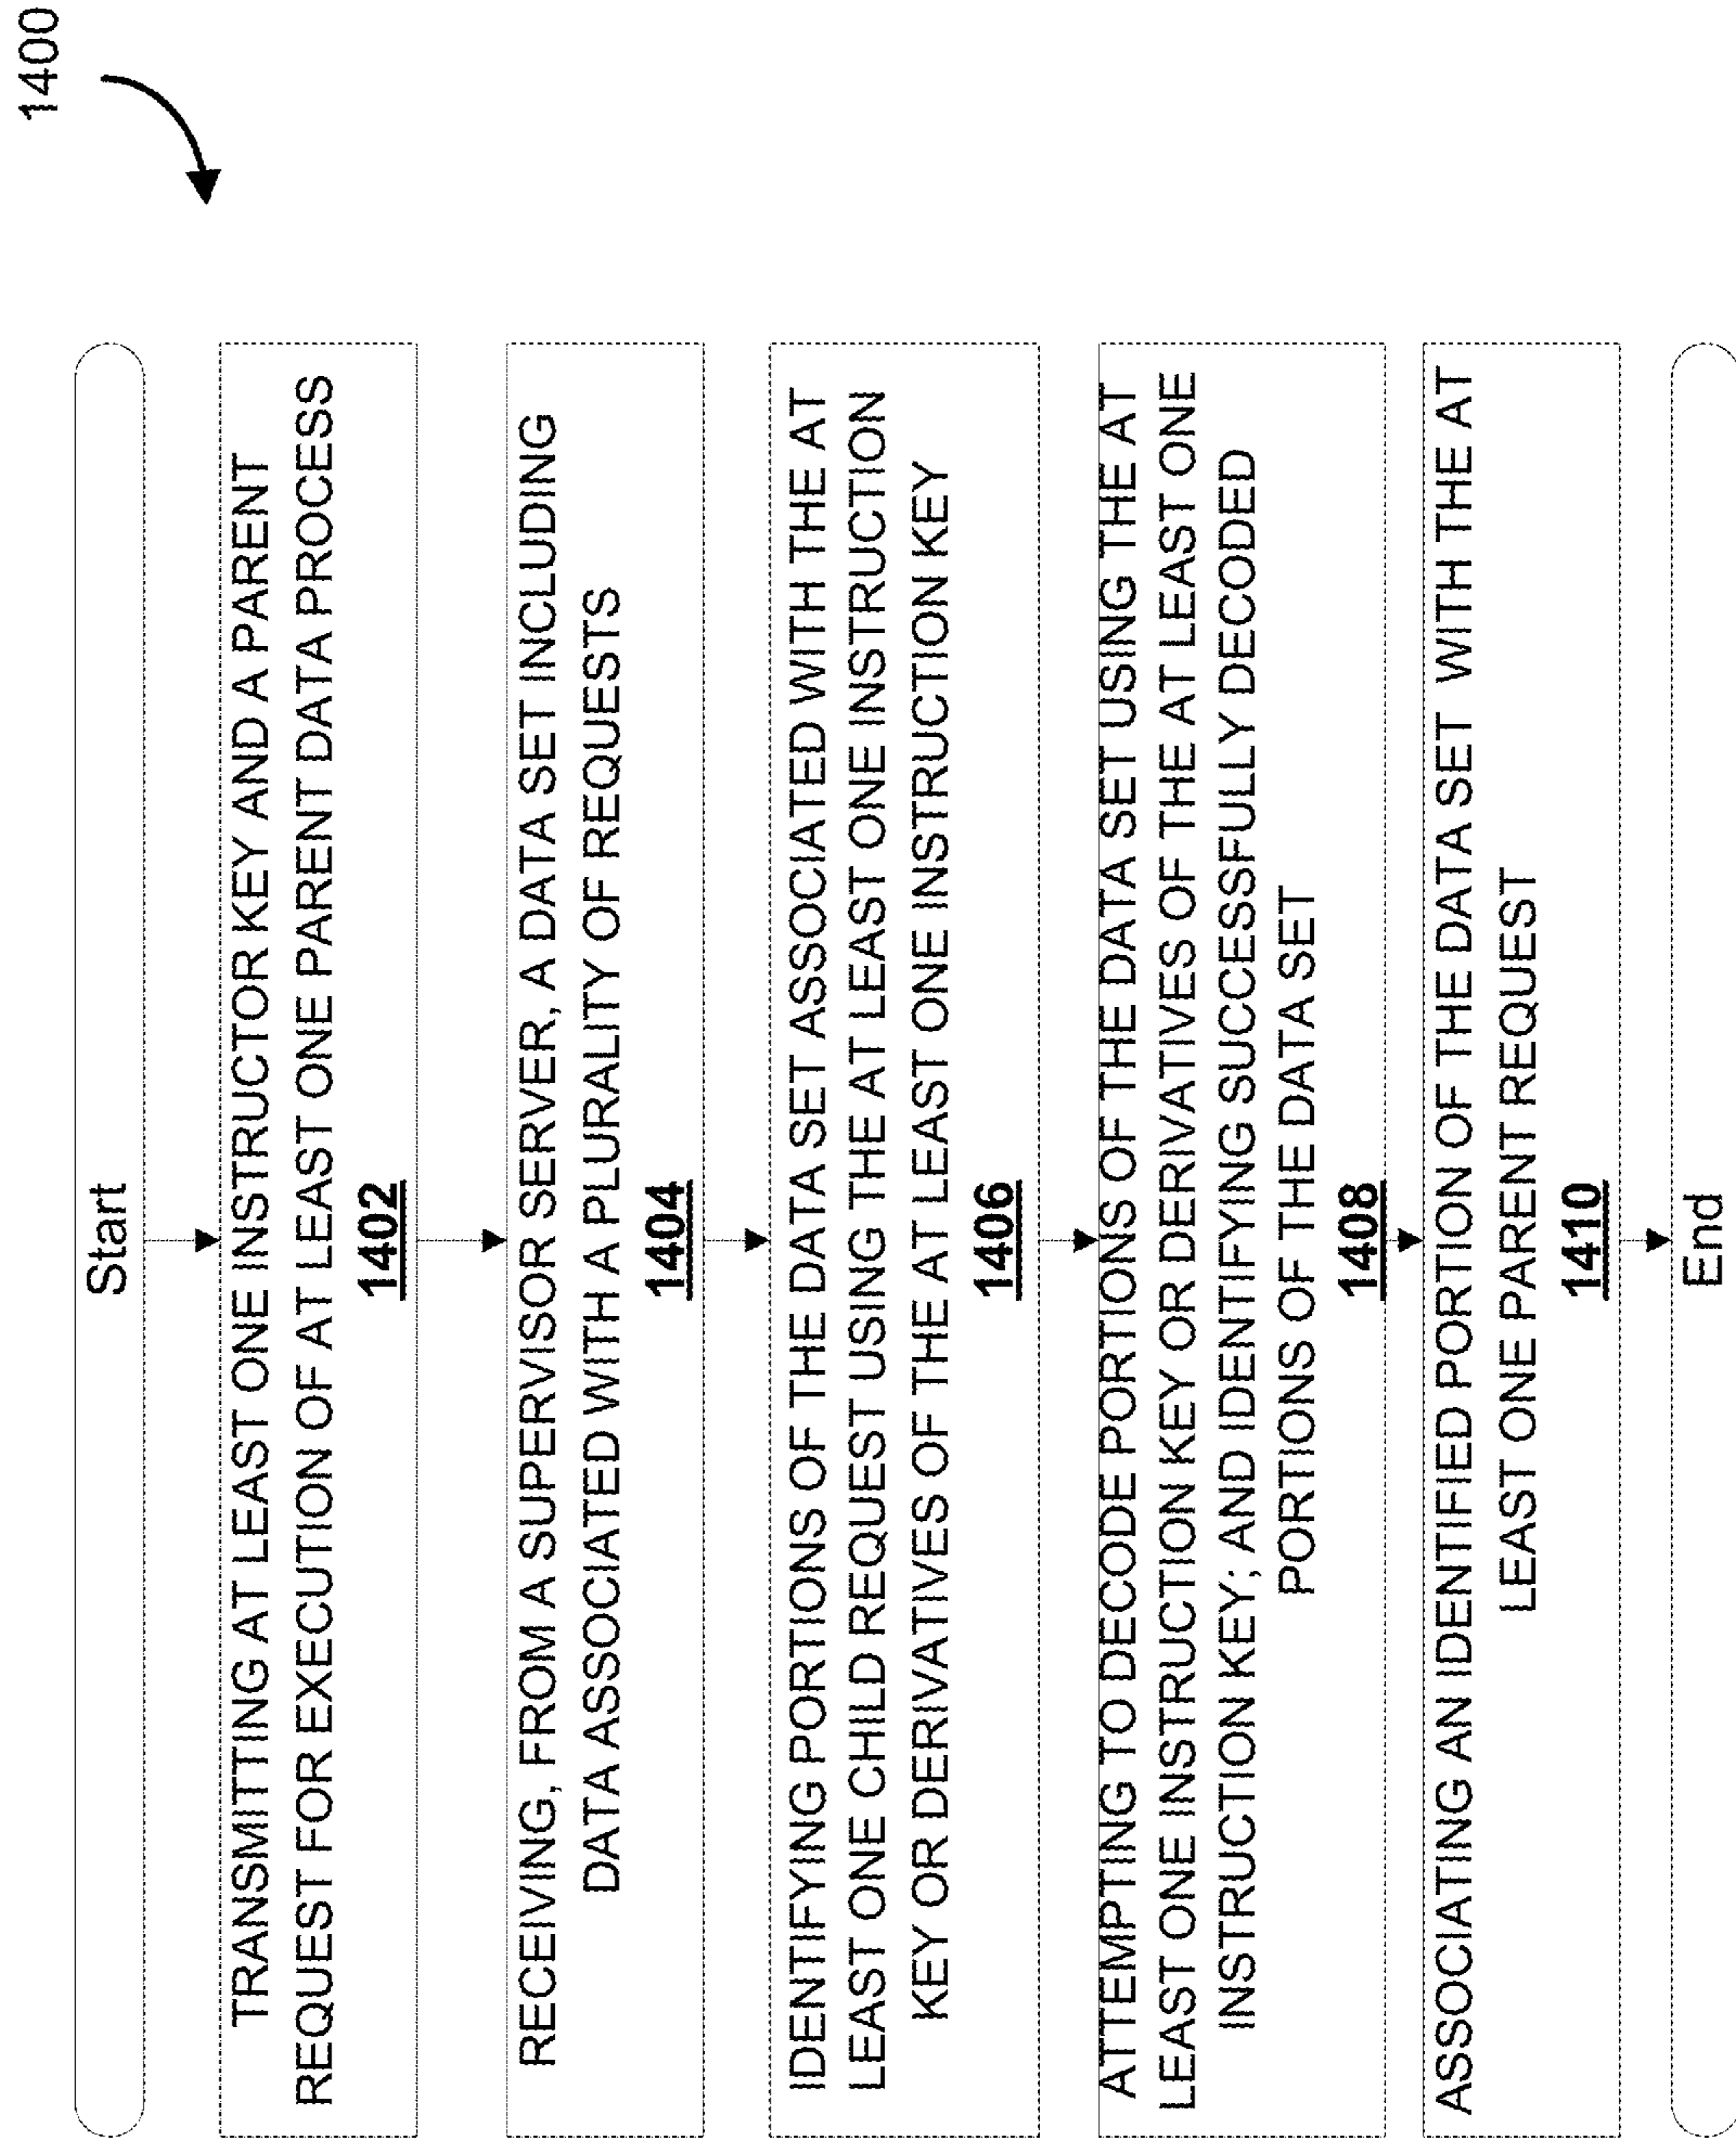 1400
Start
TRANSMITTING AT LEAST ONE INSTRUCTOR KEY AND A PARENT
REQUEST FOR EXECUTION OF AT LEAST ONE PARENT DATA PROCESS
1402
RECEIVING, FROM A SUPERVISOR SERVER, A DATA SET INCLUDING
DATA ASSOCIATED WITH A PLURALITY OF REQUESTS
1404
IDENTIFYING PORTIONS OF THE DATA SET ASSOCIATED WITH THE AT
LEAST ONE CHILD REQUEST USING THE AT LEAST ONE INSTRUCTION
KEY OR DERIVATIVES OF THE AT LEAST ONE INSTRUCTION KEY
1406
ATTEMPTING TO DECODE PORTIONS OF THE DATA SET USING THE AT
LEAST ONE INSTRUCTION KEY OR DERIVATIVES OF THE AT LEAST ONE
INSTRUCTION KEY; AND IDENTIFYING SUCCESSFULLY DECODED
PORTIONS OF THE DATA SET
1408
ASSOCIATING AN IDENTIFIED PORTION OF THE DATA SET WITH THE AT
LEAST ONE PARENT REQUEST
1410
End